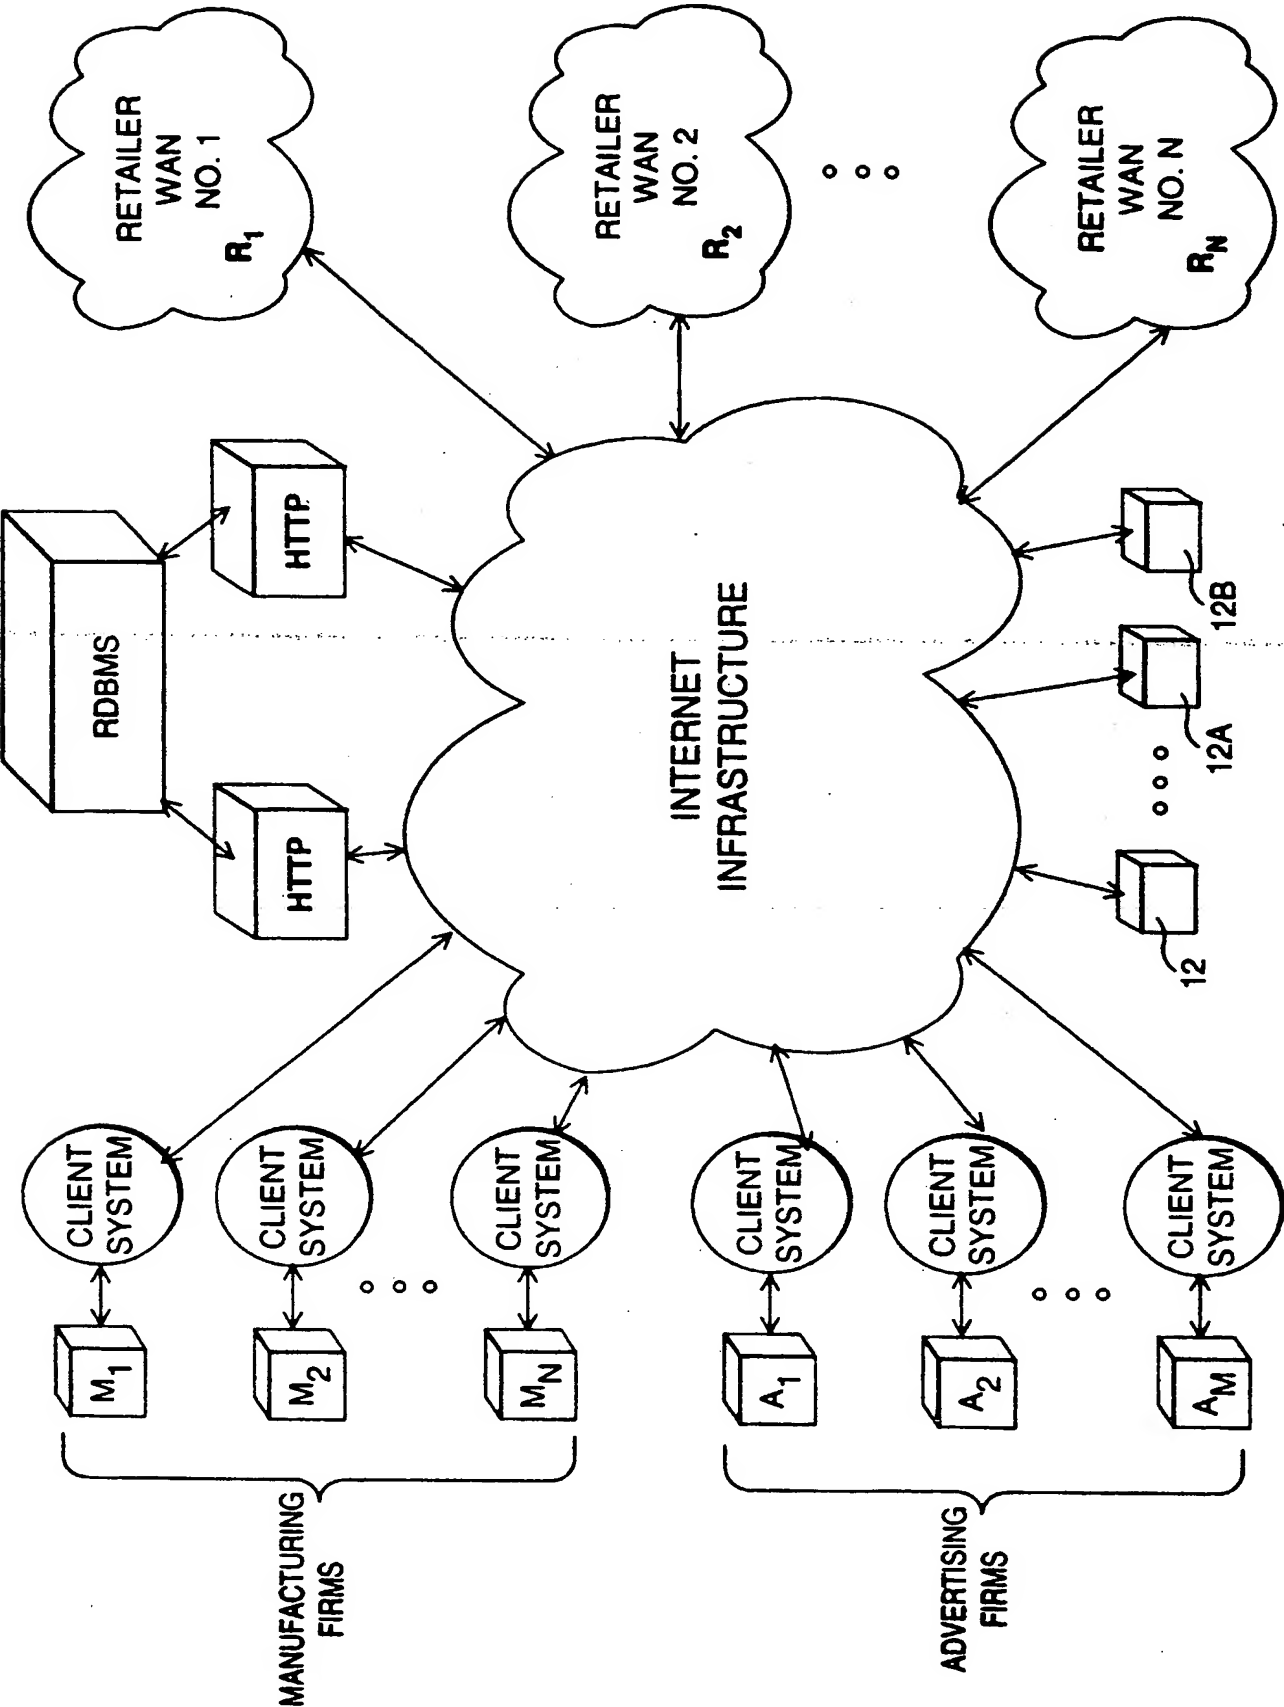 RDBMS
HTTP
HTTP
MANUFACTURING
FIRMS
M1
CLIENT
SYSTEM
M2
CLIENT
SYSTEM
MN
CLIENT
SYSTEM
ADVERTISING
FIRMS
A1
CLIENT
SYSTEM
A2
CLIENT
SYSTEM
AM
CLIENT
SYSTEM
INTERNET
INFRASTRUCTURE
RETAILER
WAN
NO. 1
R1
RETAILER
WAN
NO. 2
R2
RETAILER
WAN
NO. N
RN
12
12A
12B